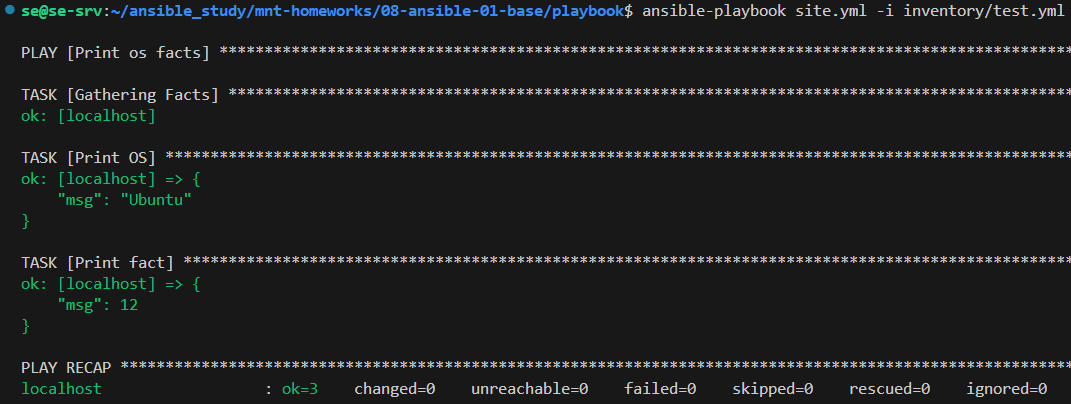 se@se-srv:~/ansible_study/mnt-homeworks/08-ansible-01-base/playbook$ ansible-playbook site.yml -i inventory/test.yml
PLAY [Print os facts] ***********************************************************************************************
TASK [Gathering Facts] **********************************************************************************************
ok: [localhost]
TASK [Print OS] *****************************************************************************************************
ok: [localhost] => {
    "msg": "Ubuntu"
}
TASK [Print fact] ***************************************************************************************************
ok: [localhost] => {
    "msg": 12
}
PLAY RECAP **********************************************************************************************************
localhost                  : ok=3    changed=0    unreachable=0    failed=0    skipped=0    rescued=0    ignored=0